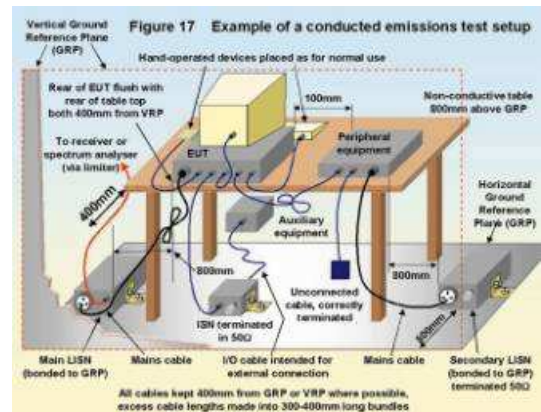 Vertical Ground
Reference Plane
(GRP)
Figure 17 Example of a conducted emissions test setup
Hand-operated devices placed as for normal use
Rear of EUT flush with
rear of table top
both 400mm from VRP
100mm
Non-conductive table
800mm above GRP
To receiver or
spectrum analyser
(via limiter)
EUT
Peripheral
equipment
400mm
Auxiliary
equipment
Horizontal
Ground
Reference
Plane (GRP)
800mm
800mm
ISN terminated
in 50Ω
Unconnected
cable, correctly
terminated
800mm
Main LISN
(bonded to GRP)
Mains cable
I/O cable intended for
external connection
Mains cable
Secondary LISN
(bonded to GRP)
terminated 50Ω
All cables kept 400mm from GRP or VRP where possible,
excess cable lengths made into 300-400mm long bundles